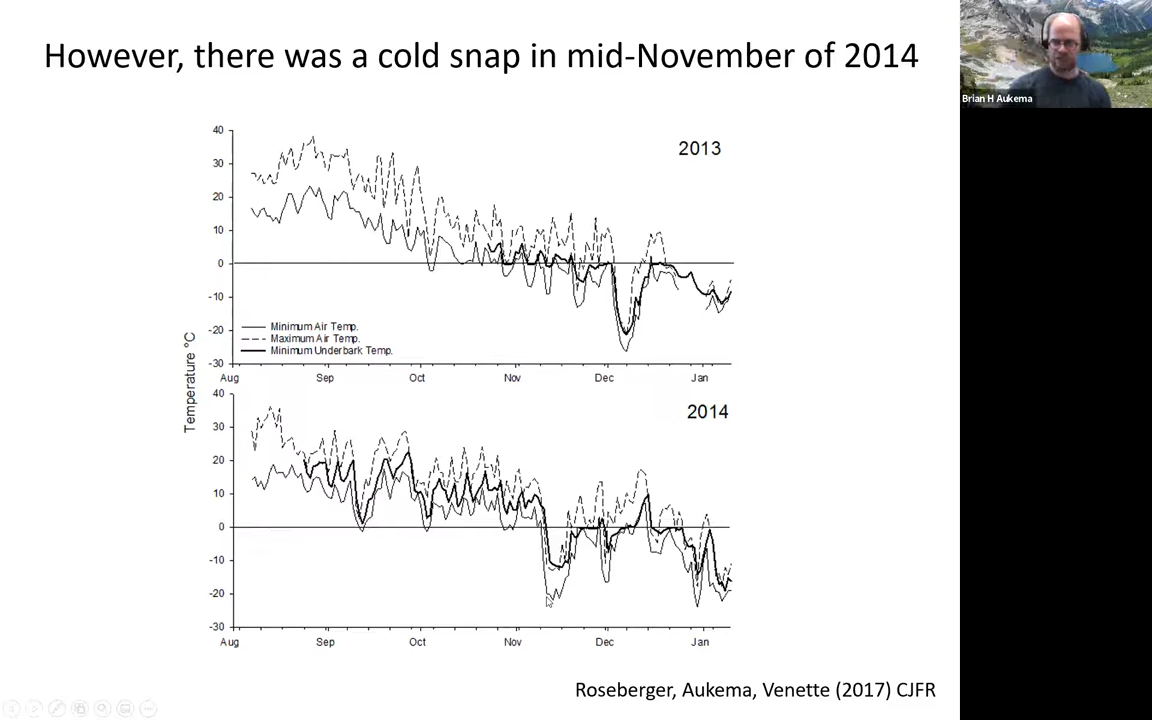 However, there was a cold snap in mid-November of 2014
Brian H Aukema
40
2013
30
20
10
0
-10
-20
-30
Minimum Air Temp.
Maximum Air Temp.
Minimum Underbark Temp.
Aug Sep Oct Nov Dec Jan
Temperature °C
40
2014
30
20
10
0
-10
-20
-30
Aug Sep Oct Nov Dec Jan
Roseberger, Aukema, Venette (2017) CJFR